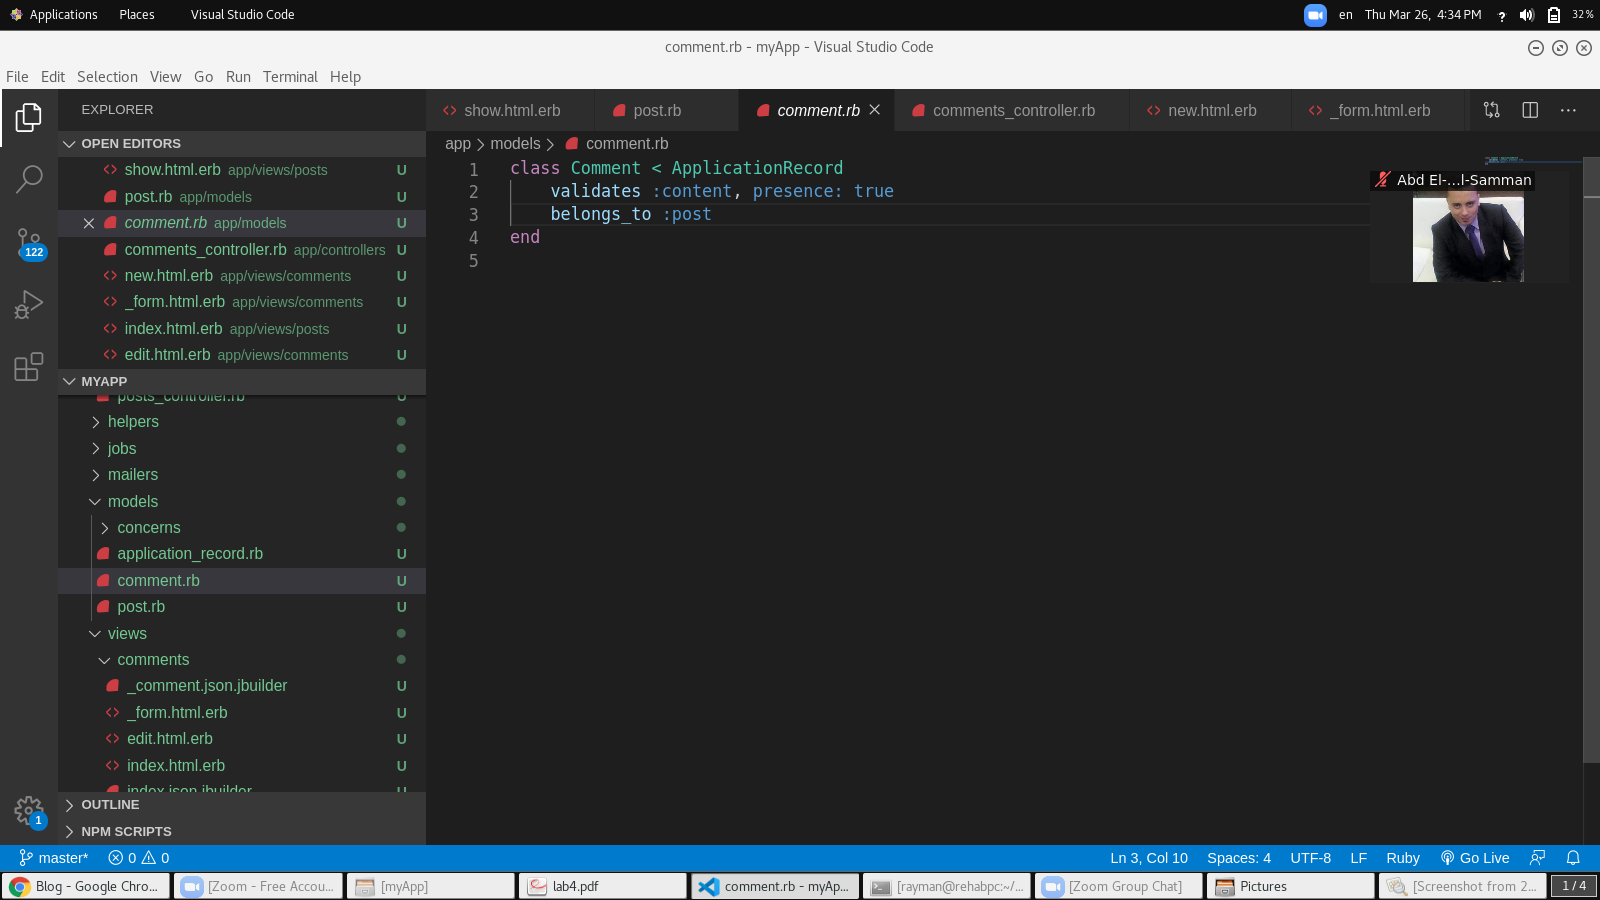 Applications Places Visual Studio Code en Thu Mar 26, 4:34 PM ? 32%
comment.rb - myApp - Visual Studio Code
File Edit Selection View Go Run Terminal Help
EXPLORER
show.html.erb post.rb comment.rb comments_controller.rb new.html.erb _form.html.erb
OPEN EDITORS
app models comment.rb
show.html.erb app/views/posts U
post.rb app/models U
comment.rb app/models U
comments_controller.rb app/controllers U
new.html.erb app/views/comments U
_form.html.erb app/views/comments U
index.html.erb app/views/posts U
edit.html.erb app/views/comments U
1 class Comment < ApplicationRecord
2 validates :content, presence: true
3 belongs_to :post
4 end
5
Abd El-...l-Samman
122
MYAPP
posts_controller.rb U
helpers
jobs
mailers
models
concerns
application_record.rb U
comment.rb U
post.rb U
views
comments
_comment.json.jbuilder U
_form.html.erb U
edit.html.erb U
index.html.erb U
index.json.jbuilder U
OUTLINE
1
NPM SCRIPTS
master* 0 0 Ln 3, Col 10 Spaces: 4 UTF-8 LF Ruby Go Live
Blog - Google Chro... [Zoom - Free Accou... [myApp] lab4.pdf comment.rb - myAp... [rayman@rehabpc:~/... [Zoom Group Chat] Pictures [Screenshot from 2... 1 / 4